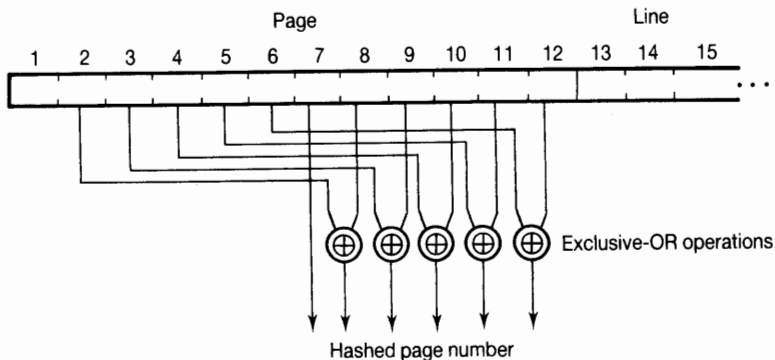 Page Line
1 2 3 4 5 6 7 8 9 10 11 12 13 14 15
...
Exclusive-OR operations
Hashed page number